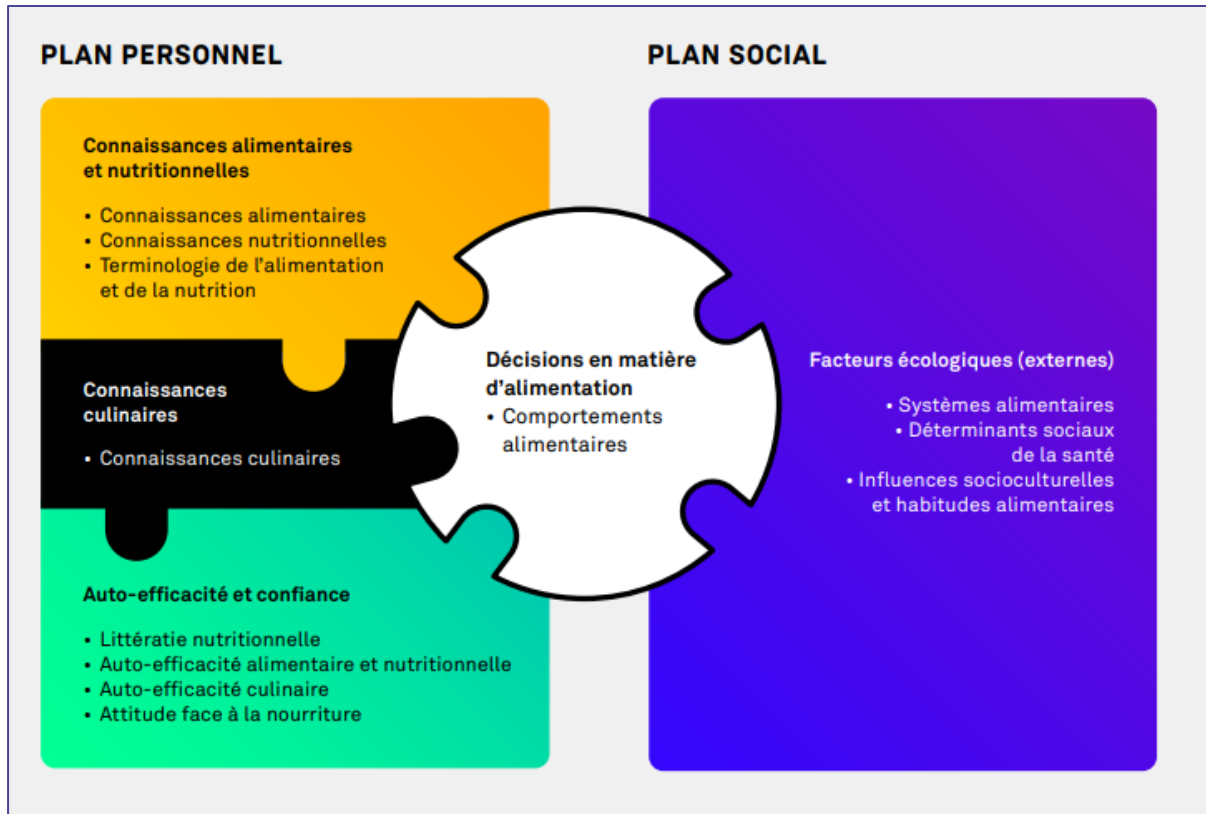 PLAN PERSONNEL
Connaissances alimentaires
et nutritionnelles
• Connaissances alimentaires
• Connaissances nutritionnelles
• Terminologie de l’alimentation
et de la nutrition
Connaissances
culinaires
• Connaissances culinaires
Auto-efficacité et confiance
• Littératie nutritionnelle
• Auto-efficacité alimentaire et nutritionnelle
• Auto-efficacité culinaire
• Attitude face à la nourriture
Décisions en matière
d’alimentation
• Comportements
alimentaires
PLAN SOCIAL
Facteurs écologiques (externes)
• Systèmes alimentaires
• Déterminants sociaux
de la santé
• Influences socioculturelles
et habitudes alimentaires